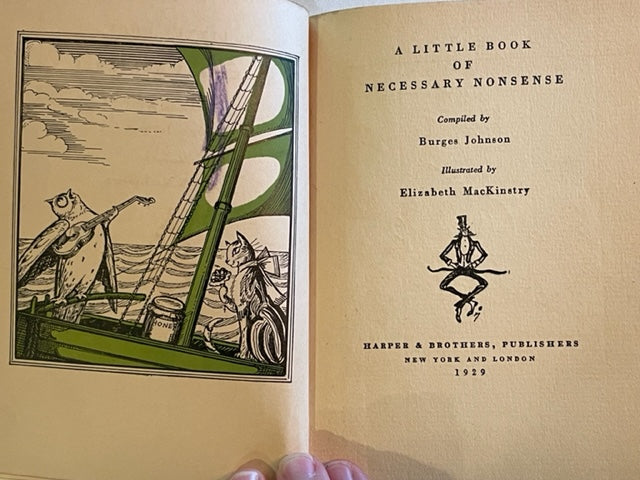 HONEY
A LITTLE BOOK
OF
NECESSARY NONSENSE
Compiled by
Burges Johnson
Illustrated by
Elizabeth MacKinstry
HARPER & BROTHERS, PUBLISHERS
NEW YORK AND LONDON
1929